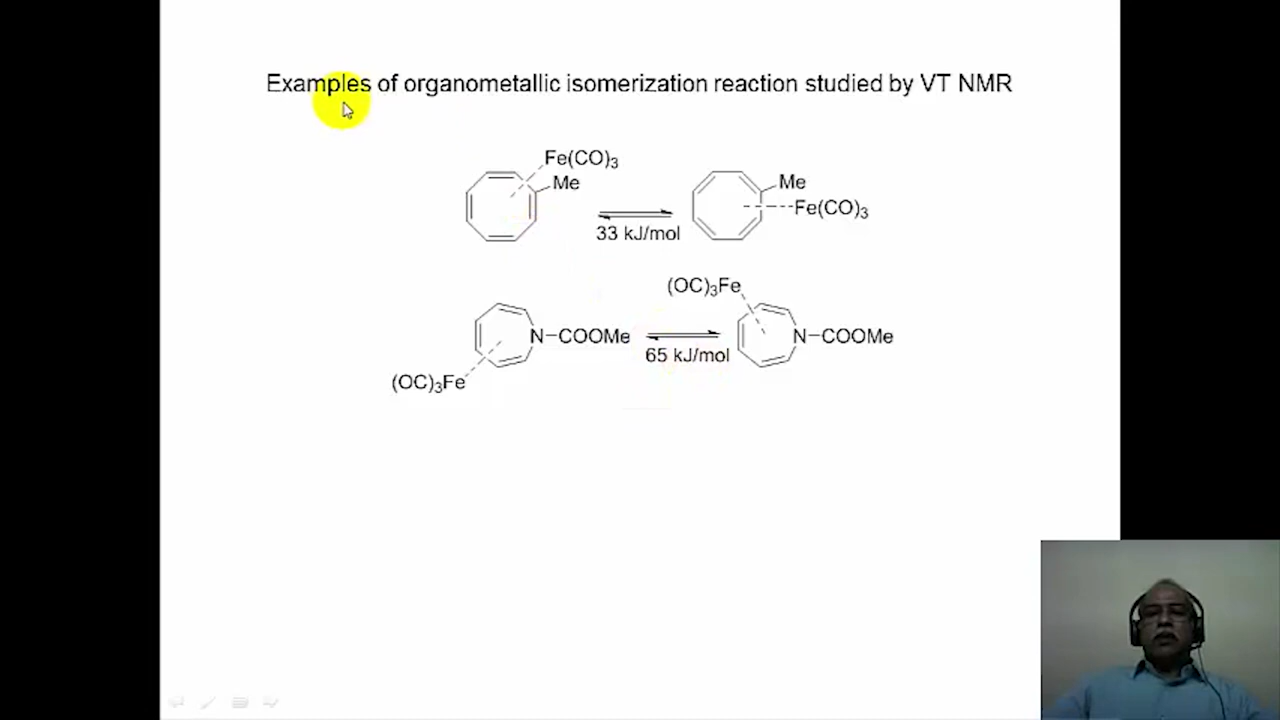 Examples of organometallic isomerization reaction studied by VT NMR
Fe(CO)₃
Me
Me
Fe(CO)₃
33 kJ/mol
(OC)₃Fe
N-COOMe
N-COOMe
65 kJ/mol
(OC)₃Fe